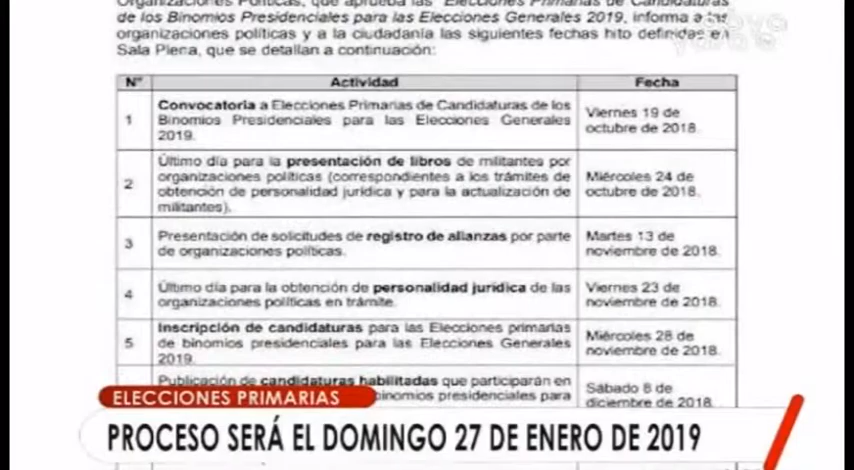 Organizaciones Políticas, que aprueba las "Elecciones Primarias de Candidaturas
de los Binomios Presidenciales para las Elecciones Generales 2019, informa a las
organizaciones políticas y a la ciudadanía las siguientes fechas hito definidas en
Sala Plena, que se detallan a continuación:
N° Actividad Fecha
1 Convocatoria a Elecciones Primarias de Candidaturas de los Binomios Presidenciales para las Elecciones Generales 2019. Viernes 19 de octubre de 2018.
2 Último día para la presentación de libros de militantes por organizaciones políticas (correspondientes a los trámites de obtención de personalidad jurídica y para la actualización de militantes). Miércoles 24 de octubre de 2018.
3 Presentación de solicitudes de registro de alianzas por parte de organizaciones políticas. Martes 13 de noviembre de 2018.
4 Último día para la obtención de personalidad jurídica de las organizaciones políticas en trámite. Viernes 23 de noviembre de 2018.
5 Inscripción de candidaturas para las Elecciones primarias de binomios presidenciales para las Elecciones Generales 2019. Miércoles 28 de noviembre de 2018.
Publicación de candidaturas habilitadas que participarán en binomios presidenciales para Sábado 8 de diciembre de 2018.
ELECCIONES PRIMARIAS
PROCESO SERÁ EL DOMINGO 27 DE ENERO DE 2019